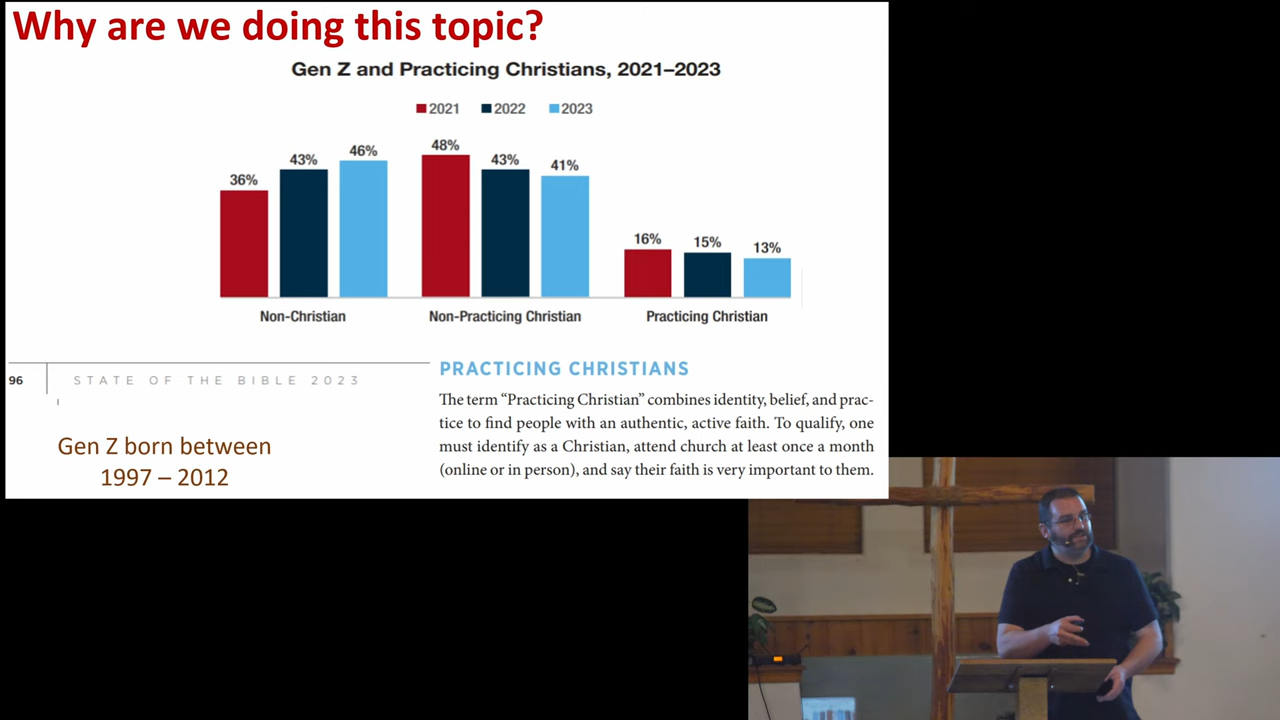 Why are we doing this topic?
Gen Z and Practicing Christians, 2021–2023
2021 2022 2023
36% 43% 46% 48% 43% 41% 16% 15% 13%
Non-Christian Non-Practicing Christian Practicing Christian
96 STATE OF THE BIBLE 2023
Gen Z born between
1997 – 2012
PRACTICING CHRISTIANS
The term “Practicing Christian” combines identity, belief, and prac-
tice to find people with an authentic, active faith. To qualify, one
must identify as a Christian, attend church at least once a month
(online or in person), and say their faith is very important to them.